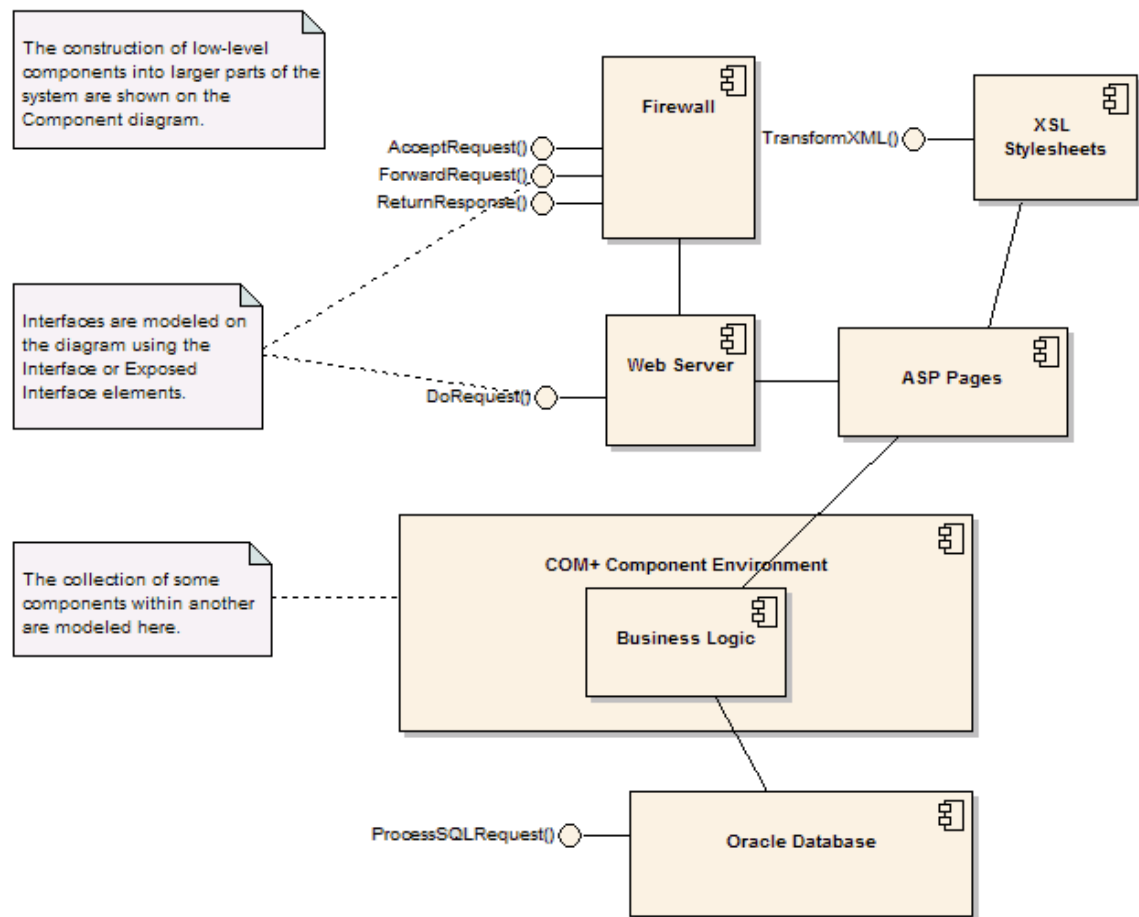 The construction of low-level
components into larger parts of the
system are shown on the
Component diagram.
Firewall
AcceptRequest()
ForwardRequest()
ReturnResponse()
TransformXML()
XSL
Stylesheets
Interfaces are modeled on
the diagram using the
Interface or Exposed
Interface elements.
Web Server
DoRequest()
ASP Pages
The collection of some
components within another
are modeled here.
COM+ Component Environment
Business Logic
ProcessSQLRequest()
Oracle Database